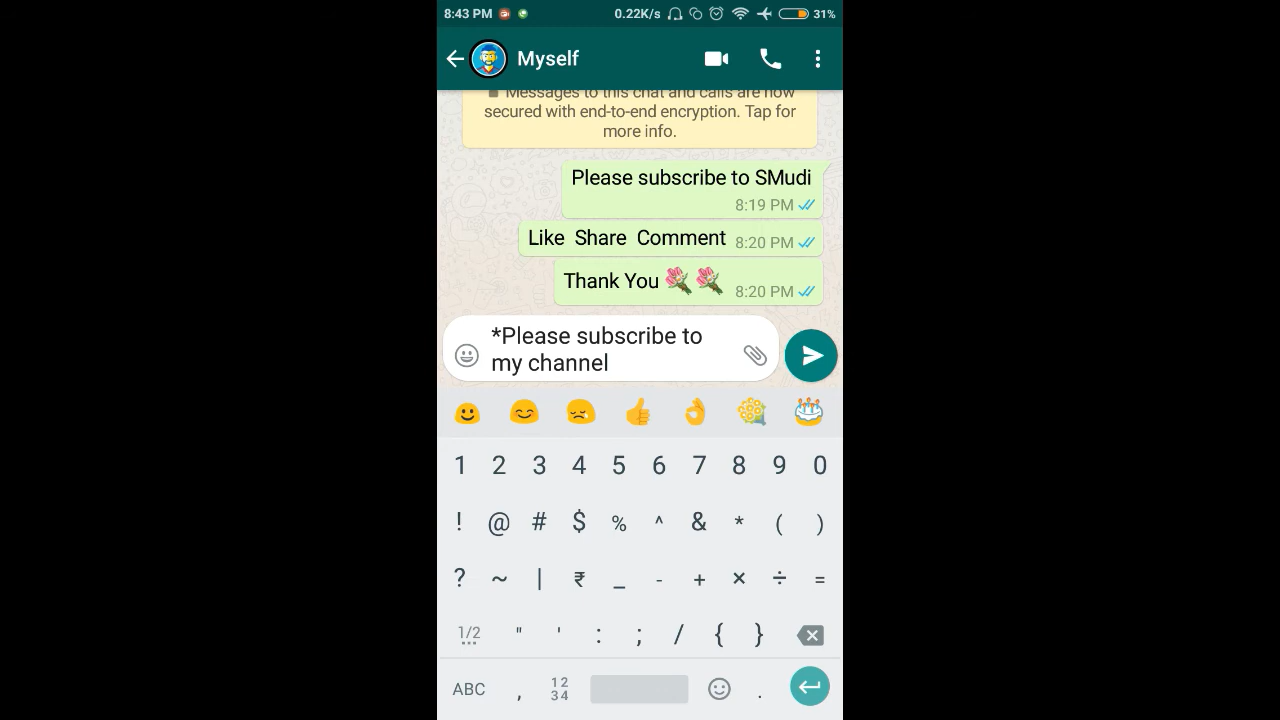 8:43 PM 0.22K/s 31%
Myself
Messages to this chat and calls are now
secured with end-to-end encryption. Tap for
more info.
Please subscribe to SMudi
8:19 PM
Like Share Comment 8:20 PM
Thank You 💐💐 8:20 PM
*Please subscribe to
my channel
1 2 3 4 5 6 7 8 9 0
! @ # $ % ^ & * ( )
? ~ | ₹ _ - + × ÷ =
1/2 " ' : ; / { }
ABC , 12 .
34